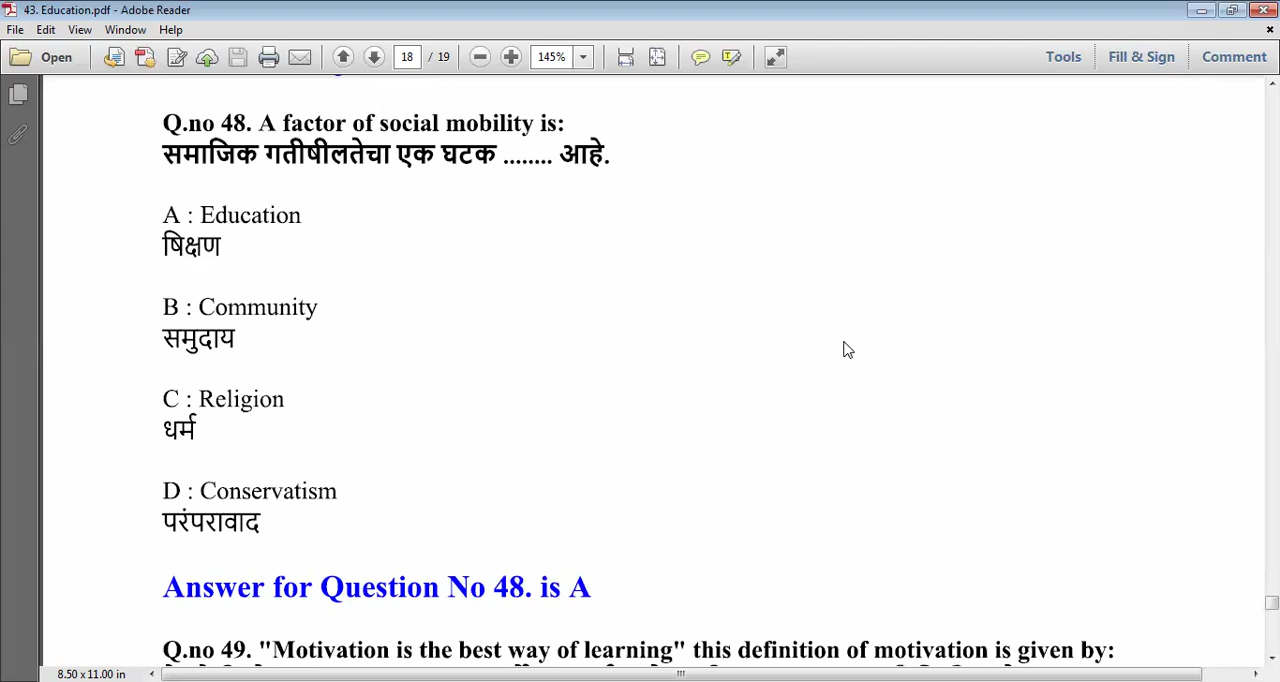 43. Education.pdf - Adobe Reader
File Edit View Window Help
Open 18 / 19 145% Tools Fill & Sign Comment
Q.no 48. A factor of social mobility is:
समाजिक गतीषीलतेचा एक घटक ........ आहे.
A : Education
षिक्षण
B : Community
समुदाय
C : Religion
धर्म
D : Conservatism
परंपरावाद
Answer for Question No 48. is A
Q.no 49. "Motivation is the best way of learning" this definition of motivation is given by:
8.50 x 11.00 in